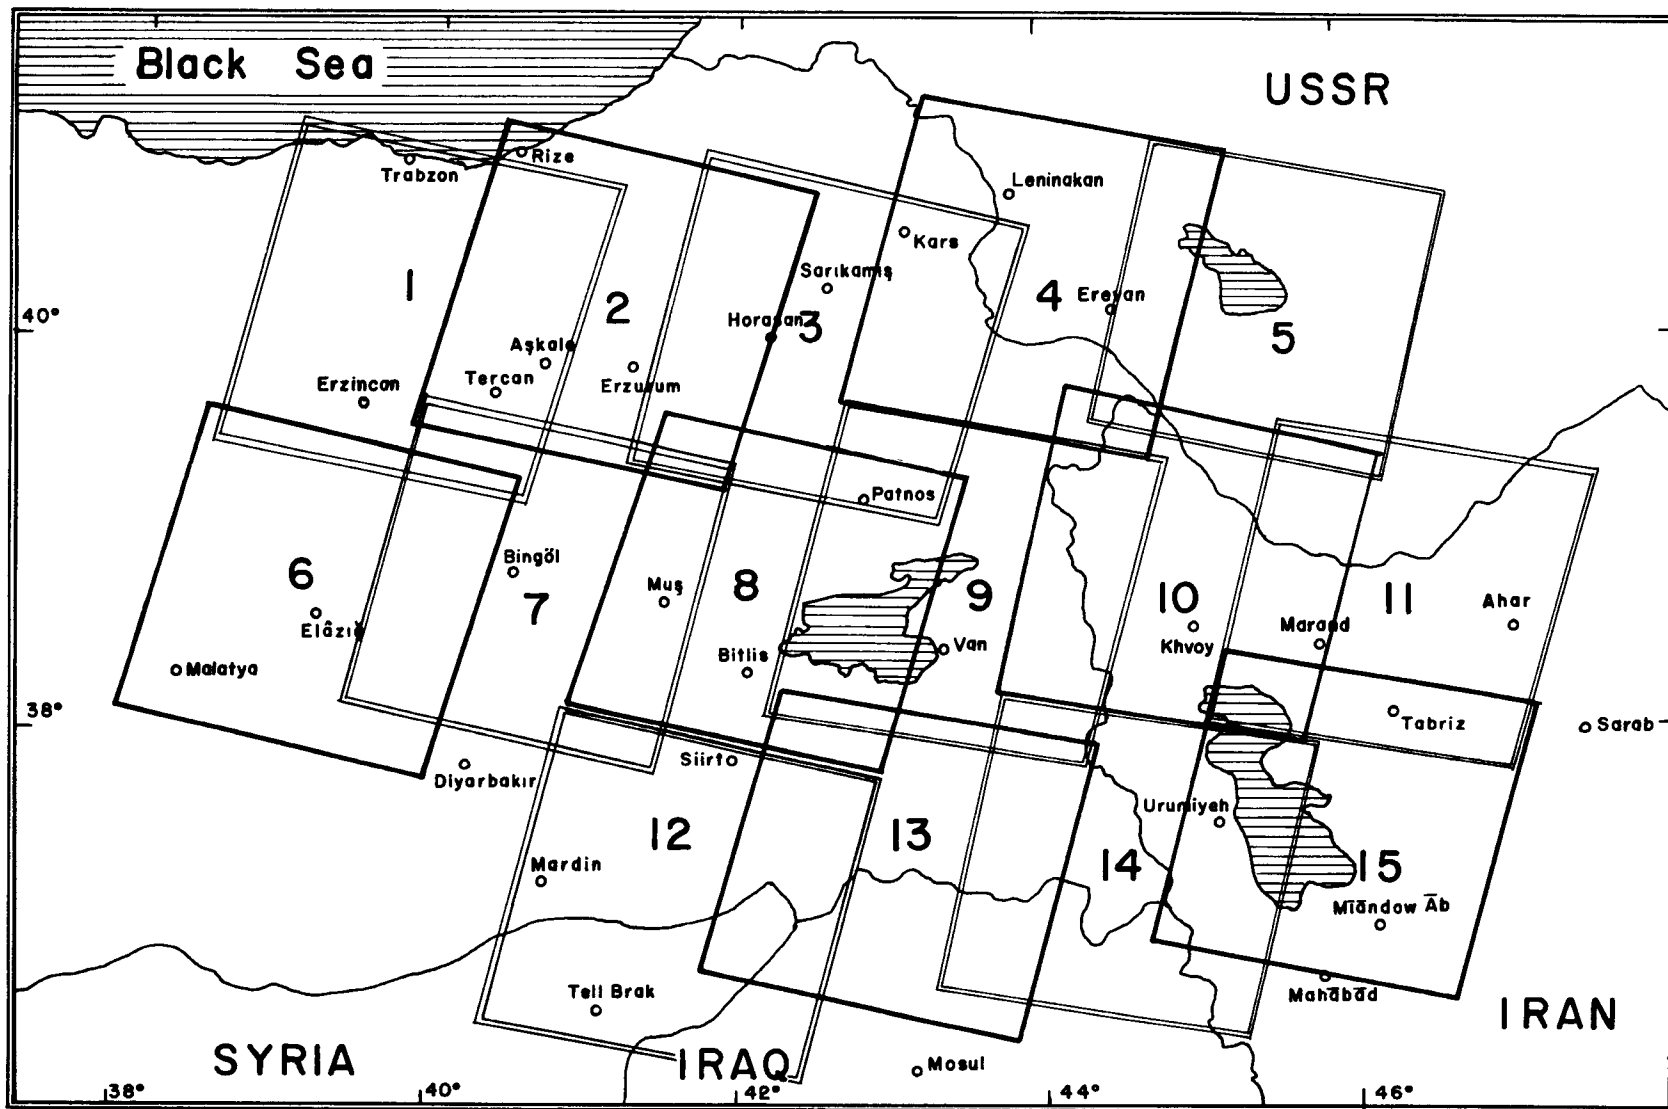 Black Sea
USSR
Rize
Trabzon
Leninakan
Kars
Sarıkamış
1
2
3
4
Erevan
5
40°
Horasan
Aşkale
Erzincan
Tercan
Erzurum
Patnos
Bingöl
6
7
Muş
8
9
10
11
Ahar
Elâzığ
Marand
Khvoy
Van
Bitlis
Malatya
38°
Tabriz
Sarab
Siirt
Diyarbakır
Urumiyeh
12
13
14
15
Mardin
Mīāndow Āb
Tell Brak
Mahābād
IRAN
SYRIA
IRAQ
Mosul
38°
40°
42°
44°
46°